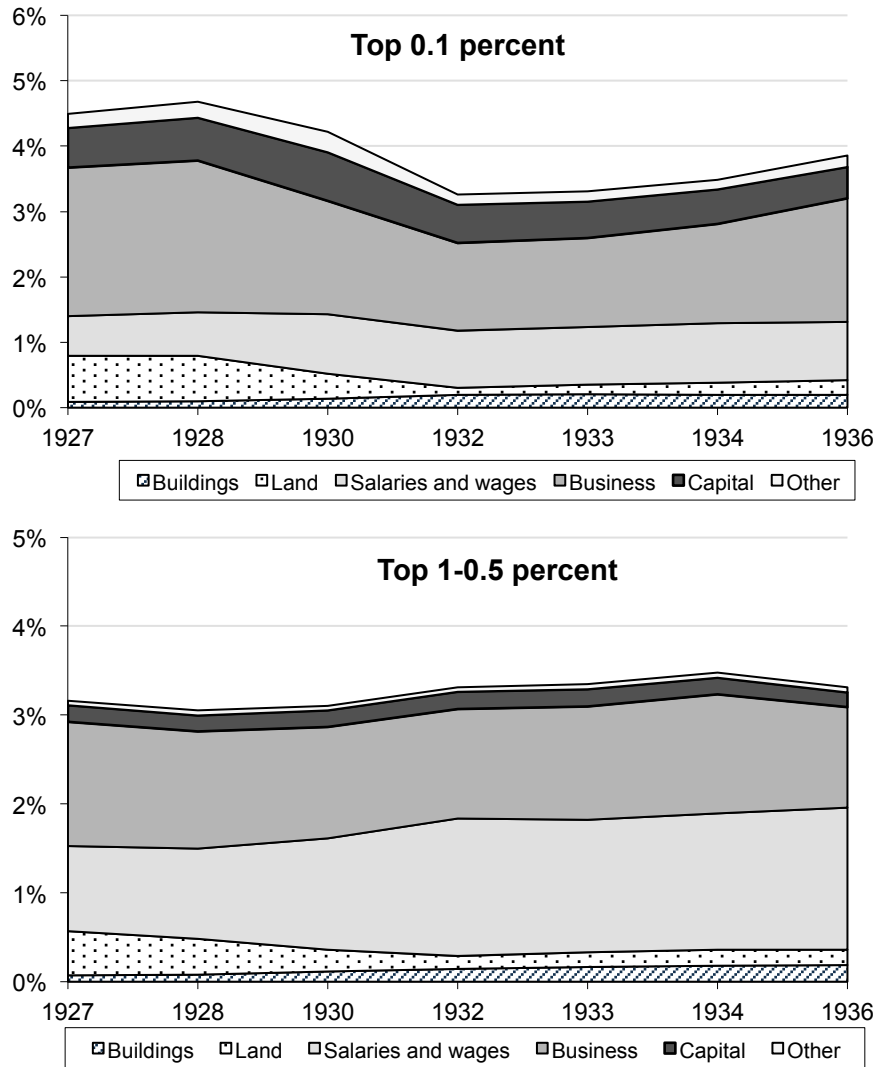 6%
Top 0.1 percent
5%
4%
3%
2%
1%
0%
1927 1928 1930 1932 1933 1934 1936
Buildings Land Salaries and wages Business Capital Other
5%
Top 1-0.5 percent
4%
3%
2%
1%
0%
1927 1928 1930 1932 1933 1934 1936
Buildings Land Salaries and wages Business Capital Other